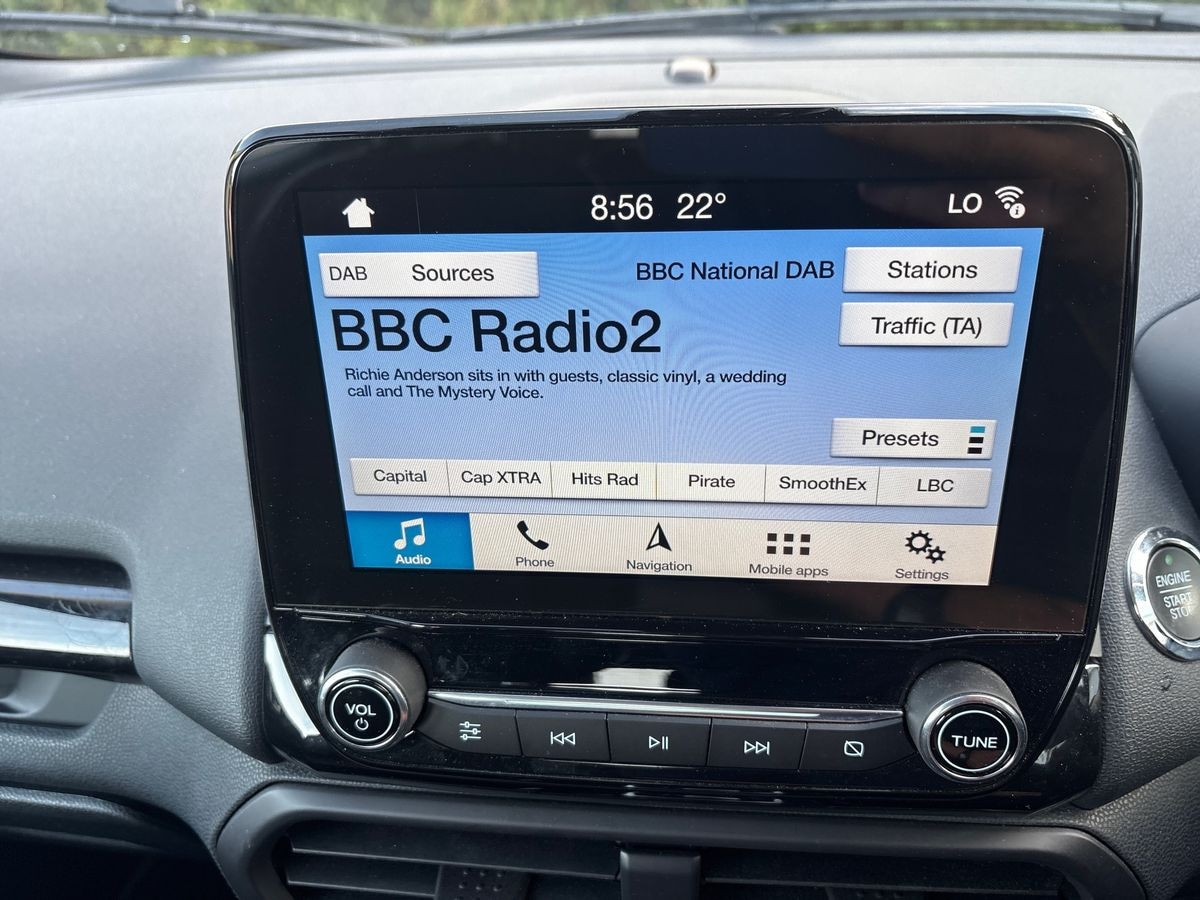 8:56 22° LO
DAB Sources BBC National DAB Stations
BBC Radio2
Traffic (TA)
Richie Anderson sits in with guests, classic vinyl, a wedding
call and The Mystery Voice.
Presets
Capital Cap XTRA Hits Rad Pirate SmoothEx LBC
Audio Phone Navigation Mobile apps Settings
ENGINE
START
STOP
VOL
TUNE